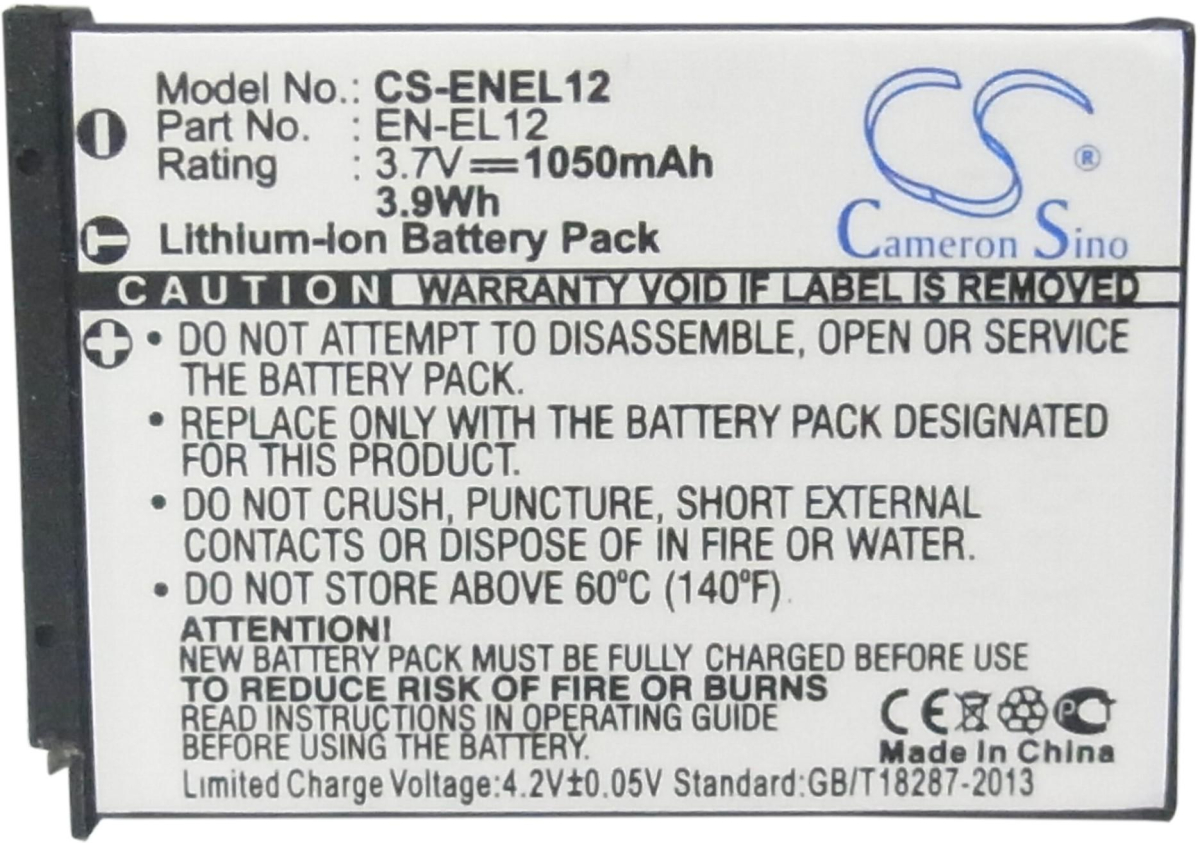 Model No.: CS-ENEL12
Part No. : EN-EL12
Rating : 3.7V⎓1050mAh
3.9Wh
Lithium-Ion Battery Pack
CS ®
Cameron Sino
CAUTION WARRANTY VOID IF LABEL IS REMOVED
• DO NOT ATTEMPT TO DISASSEMBLE, OPEN OR SERVICE
THE BATTERY PACK.
• REPLACE ONLY WITH THE BATTERY PACK DESIGNATED
FOR THIS PRODUCT.
• DO NOT CRUSH, PUNCTURE, SHORT EXTERNAL
CONTACTS OR DISPOSE OF IN FIRE OR WATER.
• DO NOT STORE ABOVE 60ºC (140ºF).
ATTENTION!
NEW BATTERY PACK MUST BE FULLY CHARGED BEFORE USE
TO REDUCE RISK OF FIRE OR BURNS
READ INSTRUCTIONS IN OPERATING GUIDE
BEFORE USING THE BATTERY.
CE PC
Made In China
Limited Charge Voltage:4.2V±0.05V Standard:GB/T18287-2013